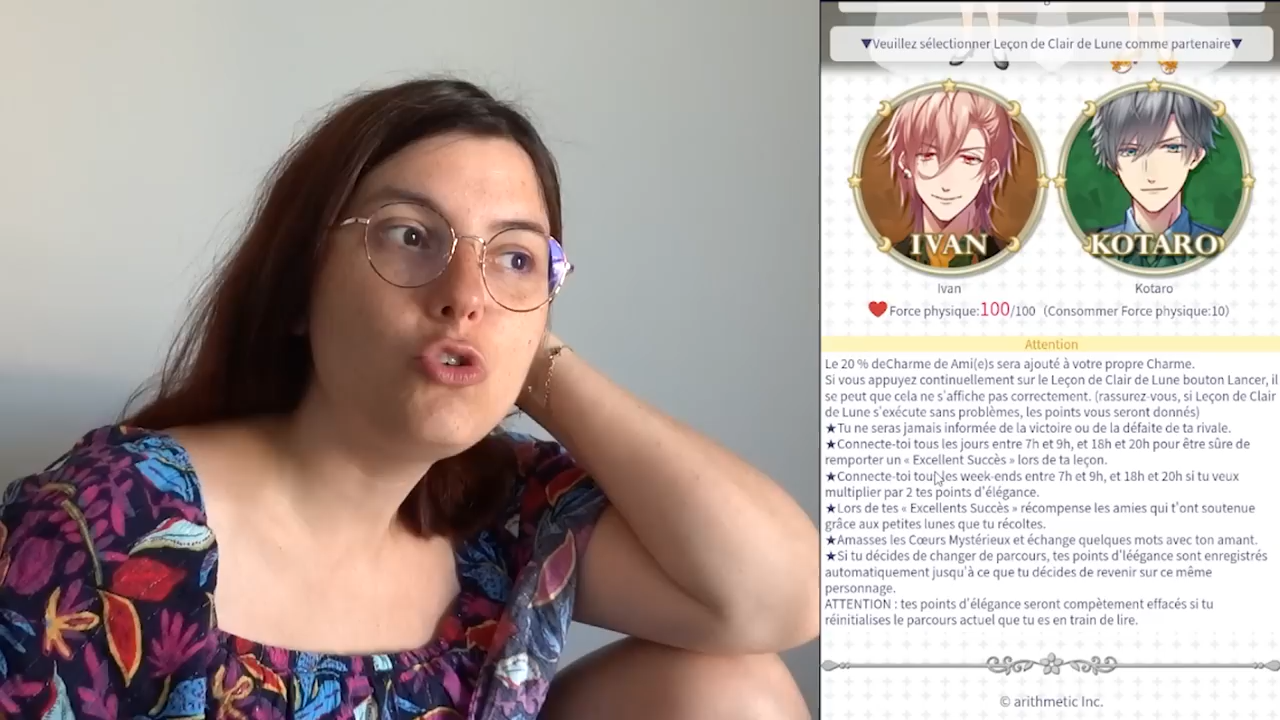 ▼Veuillez sélectionner Leçon de Clair de Lune comme partenaire▼
IVAN
KOTARO
Ivan
Kotaro
Force physique:100/100 (Consommer Force physique:10)
Attention
Le 20 % deCharme de Ami(e)s sera ajouté à votre propre Charme.
Si vous appuyez continuellement sur le Leçon de Clair de Lune bouton Lancer, il
se peut que cela ne s'affiche pas correctement. (rassurez-vous, si Leçon de Clair
de Lune s'exécute sans problèmes, les points vous seront donnés)
★Tu ne seras jamais informée de la victoire ou de la défaite de ta rivale.
★Connecte-toi tous les jours entre 7h et 9h, et 18h et 20h pour être sûre de
remporter un « Excellent Succès » lors de ta leçon.
★Connecte-toi tous les week-ends entre 7h et 9h, et 18h et 20h si tu veux
multiplier par 2 tes points d'élégance.
★Lors de tes « Excellents Succès » récompense les amies qui t'ont soutenue
grâce aux petites lunes que tu récoltes.
★Amasses les Cœurs Mystérieux et échange quelques mots avec ton amant.
★Si tu décides de changer de parcours, tes points d'léégance sont enregistrés
automatiquement jusqu'à ce que tu décides de revenir sur ce même
personnage.
ATTENTION : tes points d'élégance seront compètement effacés si tu
réinitialises le parcours actuel que tu es en train de lire.
© arithmetic Inc.